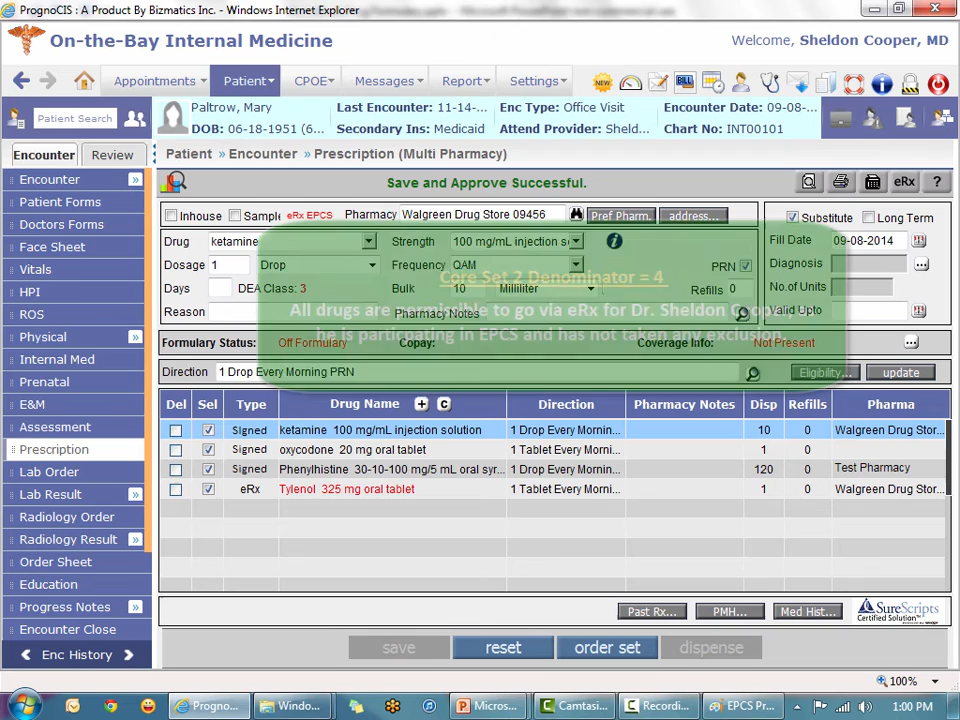 PrognoCIS : A Product By Bizmatics Inc. - Windows Internet Explorer
On-the-Bay Internal Medicine
Welcome, Sheldon Cooper, MD
Appointments Patient CPOE Messages Report Settings NEW BILL
Patient Search
Paltrow, Mary Last Encounter: 11-14-... Enc Type: Office Visit Encounter Date: 09-08-...
DOB: 06-18-1951 (6... Secondary Ins: Medicaid Attend Provider: Sheld... Chart No: INT00101
Encounter Review
Patient » Encounter » Prescription (Multi Pharmacy)
Save and Approve Successful.
eRx ?
Encounter »
Patient Forms
Doctors Forms
Face Sheet
Vitals
HPI
ROS
Physical »
Internal Med
Prenatal
E&M
Assessment
Prescription
Lab Order
Lab Result »
Radiology Order
Radiology Result »
Order Sheet
Education
Progress Notes »
Encounter Close
Enc History
Inhouse Sample eRx EPCS Pharmacy Walgreen Drug Store 09456 Pref Pharm. address...
Substitute Long Term
Drug ketamine Strength 100 mg/mL injection s
Fill Date 09-08-2014
Dosage 1 Drop Frequency QAM PRN
Diagnosis
Core Set 2 Denominator = 4
Days DEA Class: 3 Bulk 10 Milliliter Refills 0
No.of Units
All drugs are permissible to go via eRx for Dr. Sheldon Cooper,
Reason Pharmacy Notes
Valid Upto
he is particpating in EPCS and has not taken any exclusion
Formulary Status: Off Formulary Copay: Coverage Info: Not Present
Direction 1 Drop Every Morning PRN Eligibility... update
Del Sel Type Drug Name + C Direction Pharmacy Notes Disp Refills Pharma
Signed ketamine 100 mg/mL injection solution 1 Drop Every Mornin... 10 0 Walgreen Drug Stor...
Signed oxycodone 20 mg oral tablet 1 Tablet Every Morni... 1 0
Signed Phenylhistine 30-10-100 mg/5 mL oral syr... 1 Drop Every Mornin... 120 0 Test Pharmacy
eRx Tylenol 325 mg oral tablet 1 Tablet Every Morni... 1 0 Walgreen Drug Stor...
Past Rx... PMH... Med Hist...
SureScripts
Certified Solution
save reset order set dispense
100%
Progno... Windo... Micros... Camtasi... Recordi... EPCS Pr... 1:00 PM